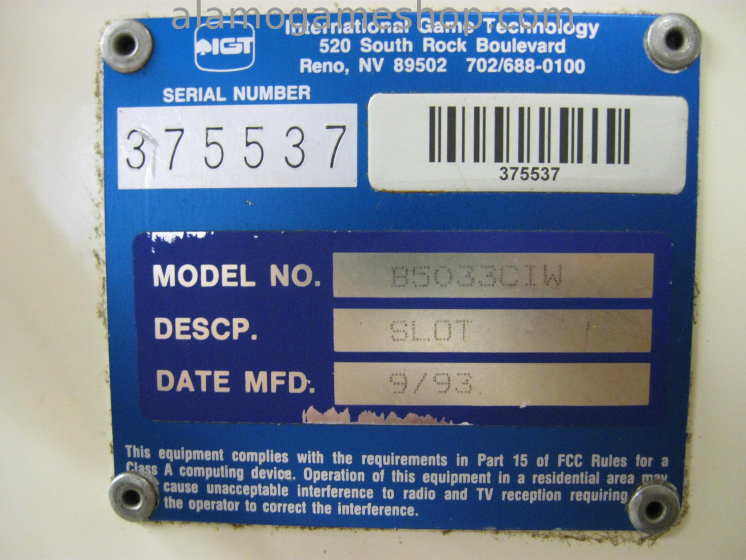 alamogameshop.com
IGT
International Game Technology
520 South Rock Boulevard
Reno, NV 89502 702/688-0100
SERIAL NUMBER
375537
375537
MODEL NO. B5033CIW
DESCP. SLOT
DATE MFD. 9/93
This equipment complies with the requirements in Part 15 of FCC Rules for a
Class A computing device. Operation of this equipment in a residential area may
cause unacceptable interference to radio and TV reception requiring
the operator to correct the interference.
alamogameshop.com